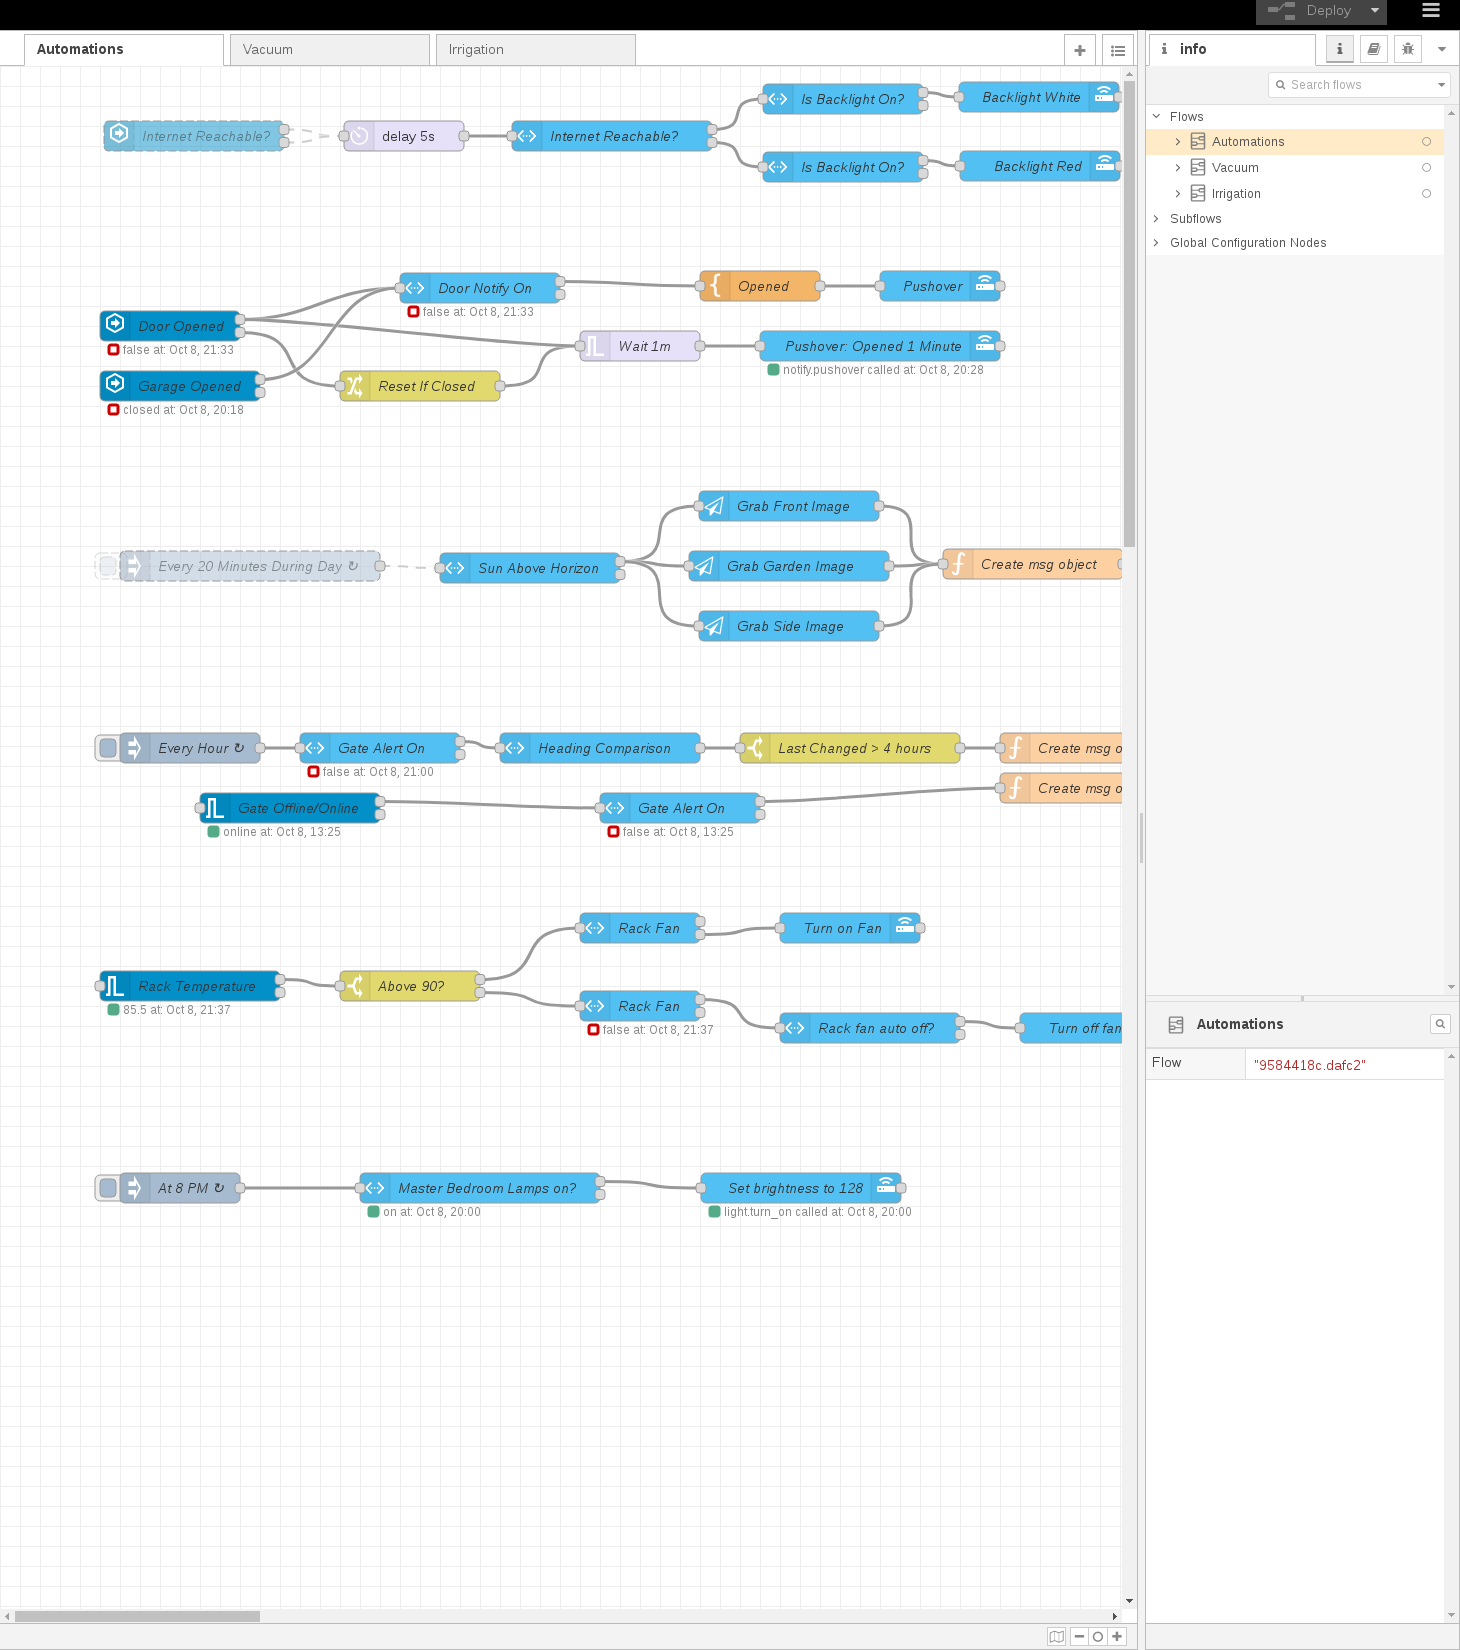 Deploy
Automations
Vacuum
Irrigation
info
Search flows
Flows
Automations
Vacuum
Irrigation
Subflows
Global Configuration Nodes
Internet Reachable?
delay 5s
Internet Reachable?
Is Backlight On?
Backlight White
Is Backlight On?
Backlight Red
Door Notify On
false at: Oct 8, 21:33
Opened
Pushover
Door Opened
false at: Oct 8, 21:33
Wait 1m
Pushover: Opened 1 Minute
notify.pushover called at: Oct 8, 20:28
Garage Opened
closed at: Oct 8, 20:18
Reset If Closed
Grab Front Image
Every 20 Minutes During Day ↻
Sun Above Horizon
Grab Garden Image
Create msg object
Grab Side Image
Every Hour ↻
Gate Alert On
false at: Oct 8, 21:00
Heading Comparison
Last Changed > 4 hours
Create msg o
Gate Offline/Online
online at: Oct 8, 13:25
Gate Alert On
false at: Oct 8, 13:25
Create msg o
Rack Fan
Turn on Fan
Rack Temperature
85.5 at: Oct 8, 21:37
Above 90?
Rack Fan
false at: Oct 8, 21:37
Rack fan auto off?
Turn off fan
At 8 PM ↻
Master Bedroom Lamps on?
on at: Oct 8, 20:00
Set brightness to 128
light.turn_on called at: Oct 8, 20:00
Automations
Flow
"9584418c.dafc2"